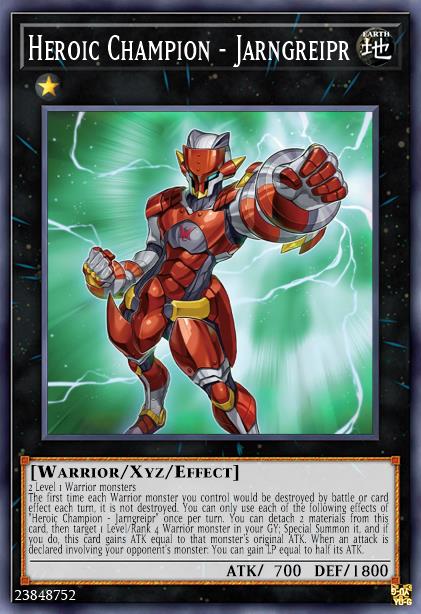 HEROIC CHAMPION - JARNGREIPR
EARTH
地
[WARRIOR/XYZ/EFFECT]
2 Level 1 Warrior monsters
The first time each Warrior monster you control would be destroyed by battle or card
effect each turn, it is not destroyed. You can only use each of the following effects of
"Heroic Champion - Jarngreipr" once per turn. You can detach 2 materials from this
card, then target 1 Level/Rank 4 Warrior monster in your GY; Special Summon it, and if
you do, this card gains ATK equal to that monster's original ATK. When an attack is
declared involving your opponent's monster: You can gain LP equal to half its ATK.
ATK/ 700 DEF/1800
23848752